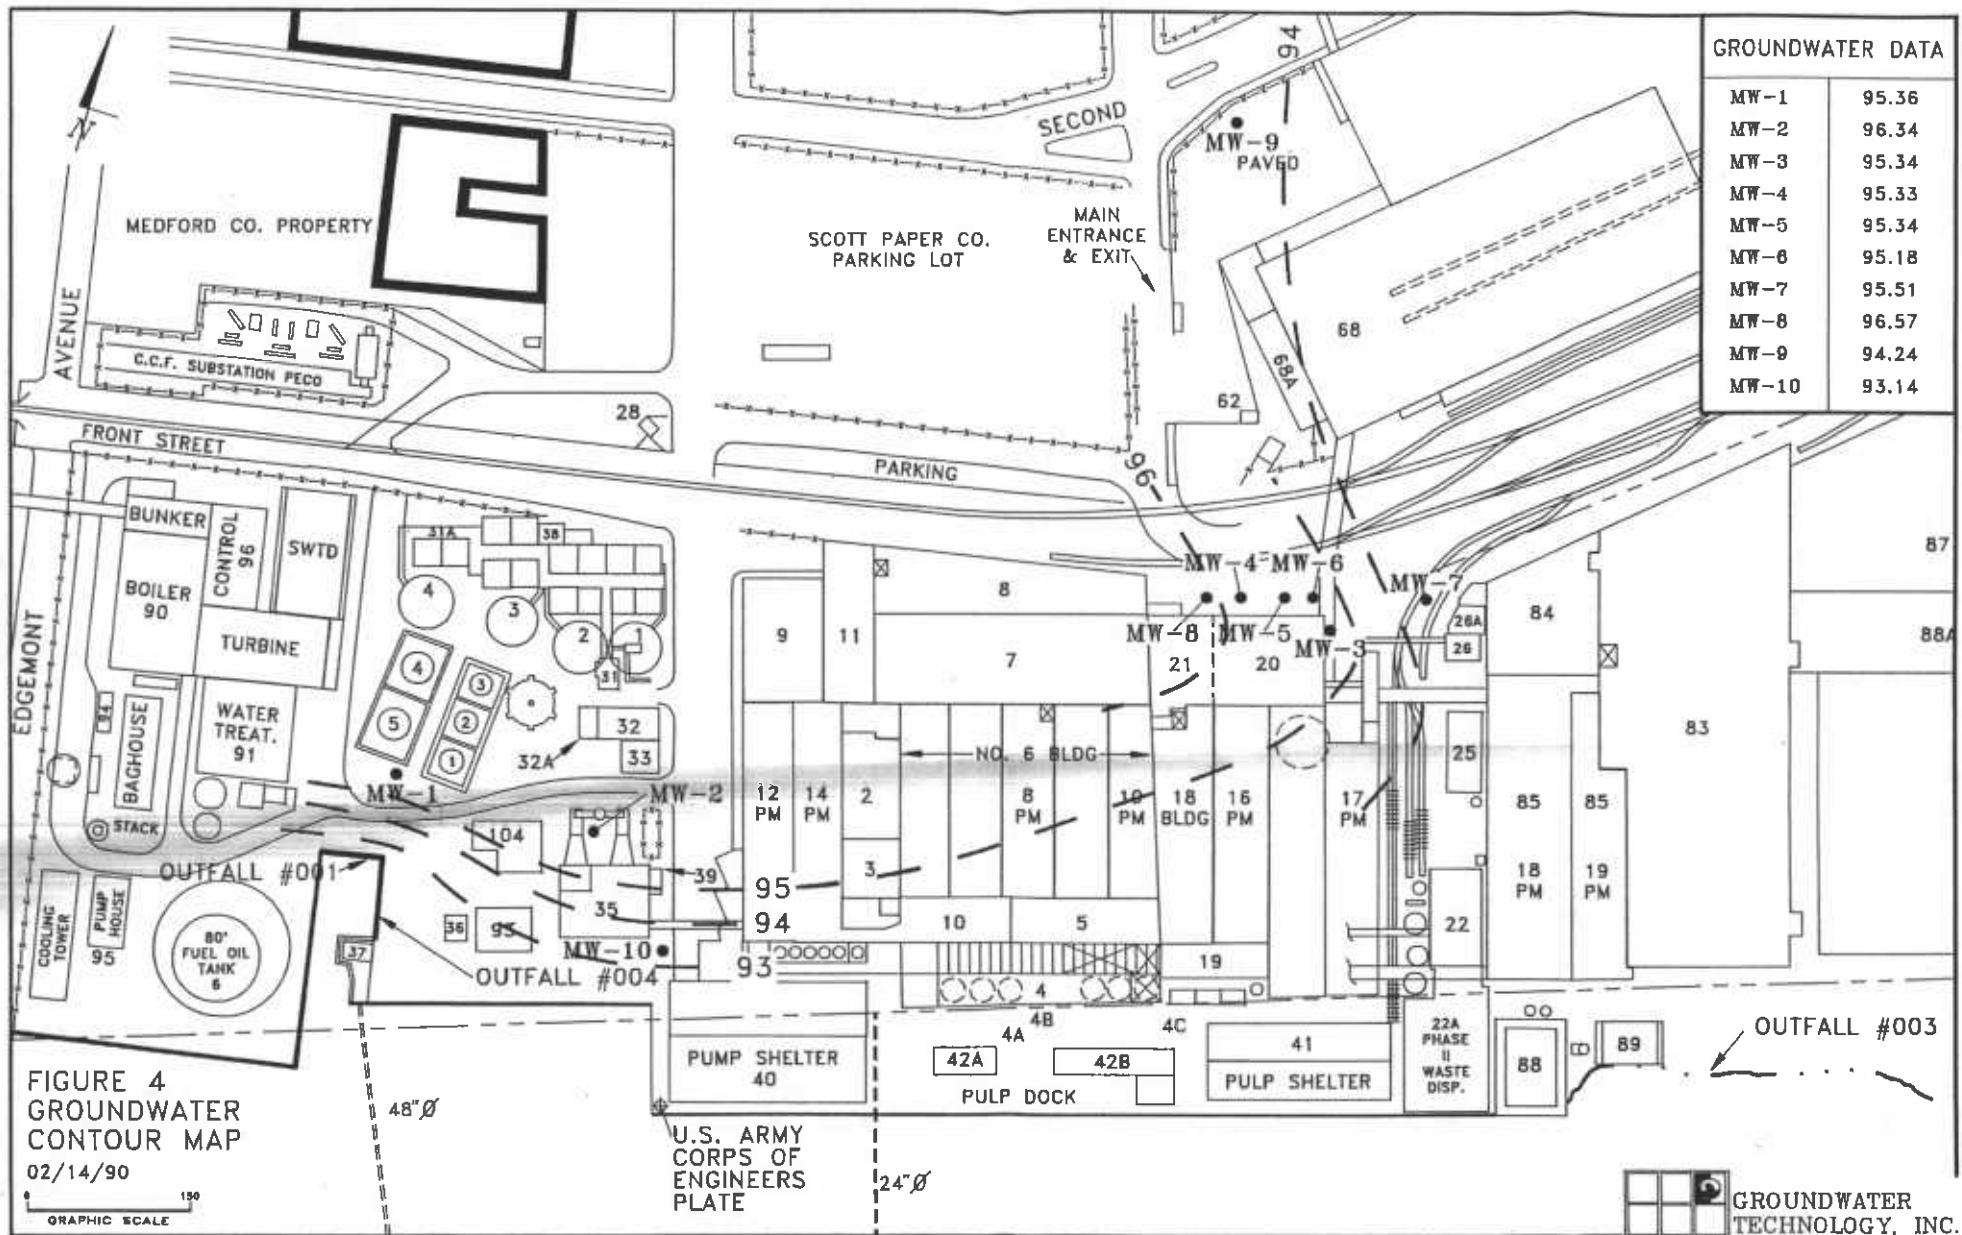 GROUNDWATER DATA
MW-1 95.36
MW-2 96.34
MW-3 95.34
MW-4 95.33
MW-5 95.34
MW-6 95.18
MW-7 95.51
MW-8 96.57
MW-9 94.24
MW-10 93.14
N
94
SECOND
MW-9
PAVED
MEDFORD CO. PROPERTY
SCOTT PAPER CO.
PARKING LOT
MAIN
ENTRANCE
& EXIT
AVENUE
C.C.F. SUBSTATION PECO
68
68A
62
28
FRONT STREET
PARKING
96
BUNKER
CONTROL
96
SWTD
31A
38
BOILER
90
4
3
2
1
31
TURBINE
EDGEMONT
94
BAGHOUSE
WATER
TREAT.
91
4
5
3
2
1
32
32A
33
STACK
MW-1
MW-2
104
39
9
11
8
7
MW-4
MW-6
MW-7
MW-8
MW-5
MW-3
21
20
26A
26
84
87
88A
83
NO. 6 BLDG
12
PM
14
PM
2
8
PM
10
PM
18
BLDG
16
PM
17
PM
25
85
85
18
PM
19
PM
3
95
94
93
10
5
19
22
OUTFALL #001
COOLING
TOWER
PUMP
HOUSE
95
80'
FUEL OIL
TANK
6
37
36
93
35
MW-10
OUTFALL #004
4
4B
4A
4C
PUMP SHELTER
40
42A
42B
PULP DOCK
41
PULP SHELTER
22A
PHASE
II
WASTE
DISP.
88
89
OUTFALL #003
FIGURE 4
GROUNDWATER
CONTOUR MAP
02/14/90
0 150
GRAPHIC SCALE
48"Ø
U.S. ARMY
CORPS OF
ENGINEERS
PLATE
24"Ø
GROUNDWATER
TECHNOLOGY, INC.